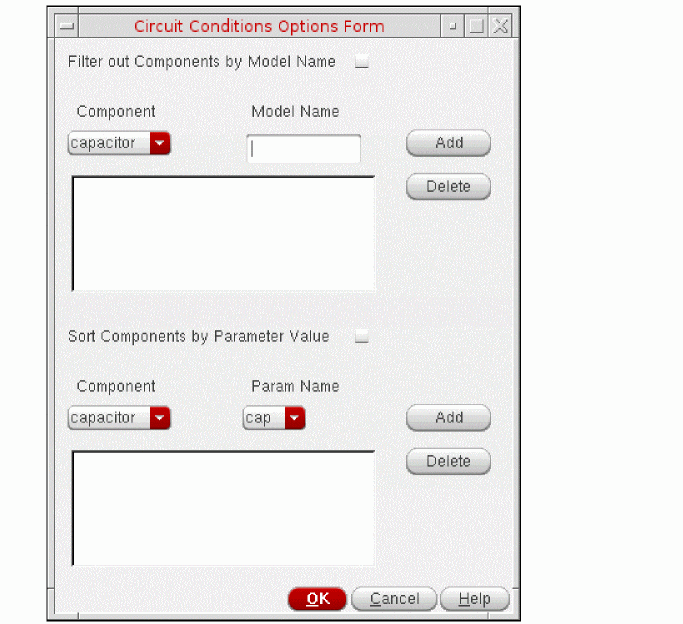 Circuit Conditions Options Form
Filter out Components by Model Name
Component Model Name
capacitor Add
Delete
Sort Components by Parameter Value
Component Param Name
capacitor cap Add
Delete
OK Cancel Help